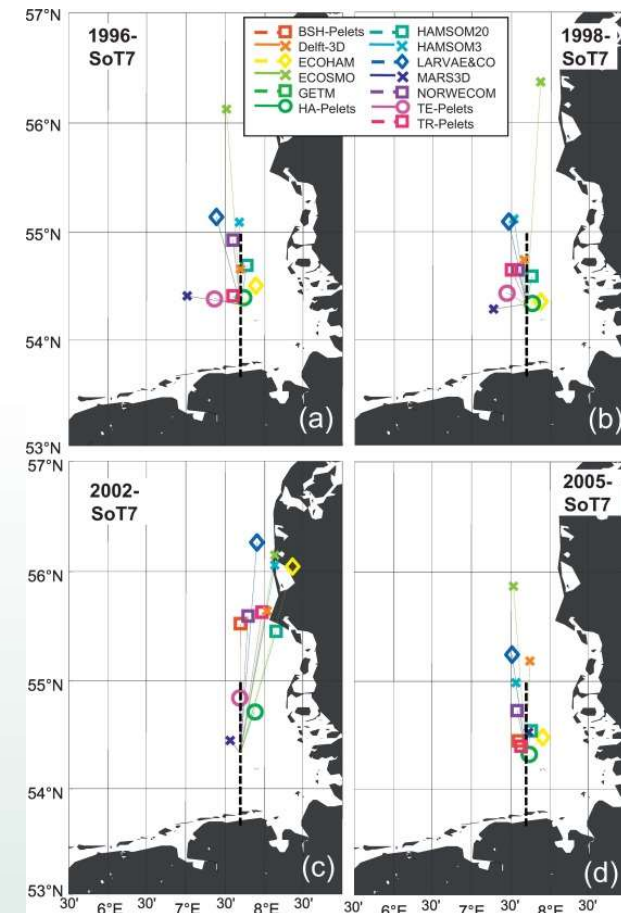 57°N
1996-
SoT7
1998-
SoT7
BSH-Pelets
Delft-3D
ECOHAM
ECOSMO
GETM
HA-Pelets
HAMSOM20
HAMSOM3
LARVAE&CO
MARS3D
NORWECOM
TE-Pelets
TR-Pelets
56°N
55°N
54°N
53°N
(a)
(b)
57°N
2002-
SoT7
2005-
SoT7
56°N
55°N
54°N
53°N
(c)
(d)
30' 6°E 30' 7°E 30' 8°E 30' 6°E 30' 7°E 30' 8°E 30'